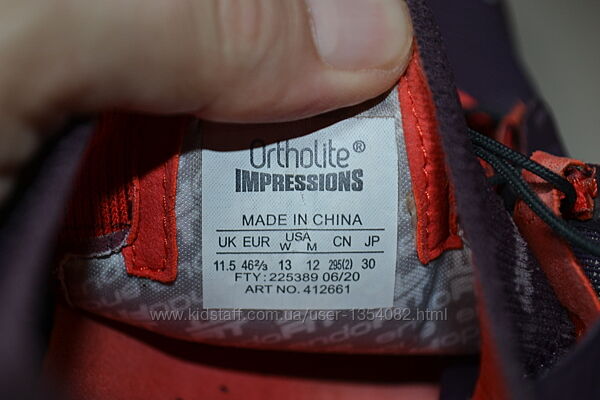 OrthoLite®
IMPRESSIONS
MADE IN CHINA
UK EUR USA W M CN JP
11.5 46⅔ 13 12 295(2) 30
FTY: 225389 06/20
ART NO. 412661
www.kidstaff.com.ua/user-1354082.html